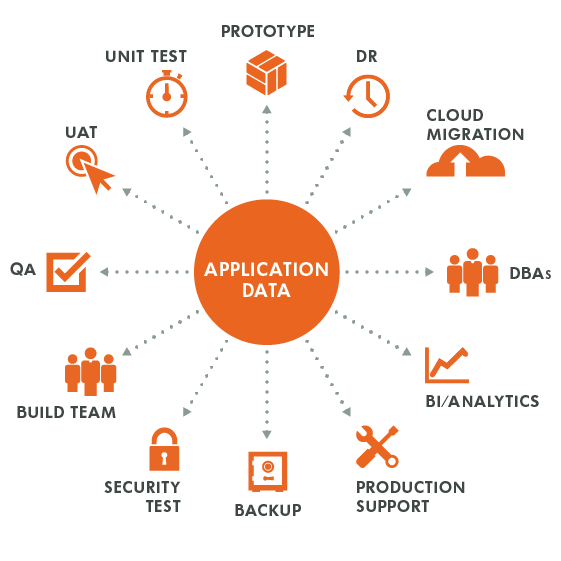 PROTOTYPE
UNIT TEST
DR
CLOUD
MIGRATION
UAT
APPLICATION
DATA
QA
DBAs
BUILD TEAM
BI/ANALYTICS
SECURITY
TEST
BACKUP
PRODUCTION
SUPPORT